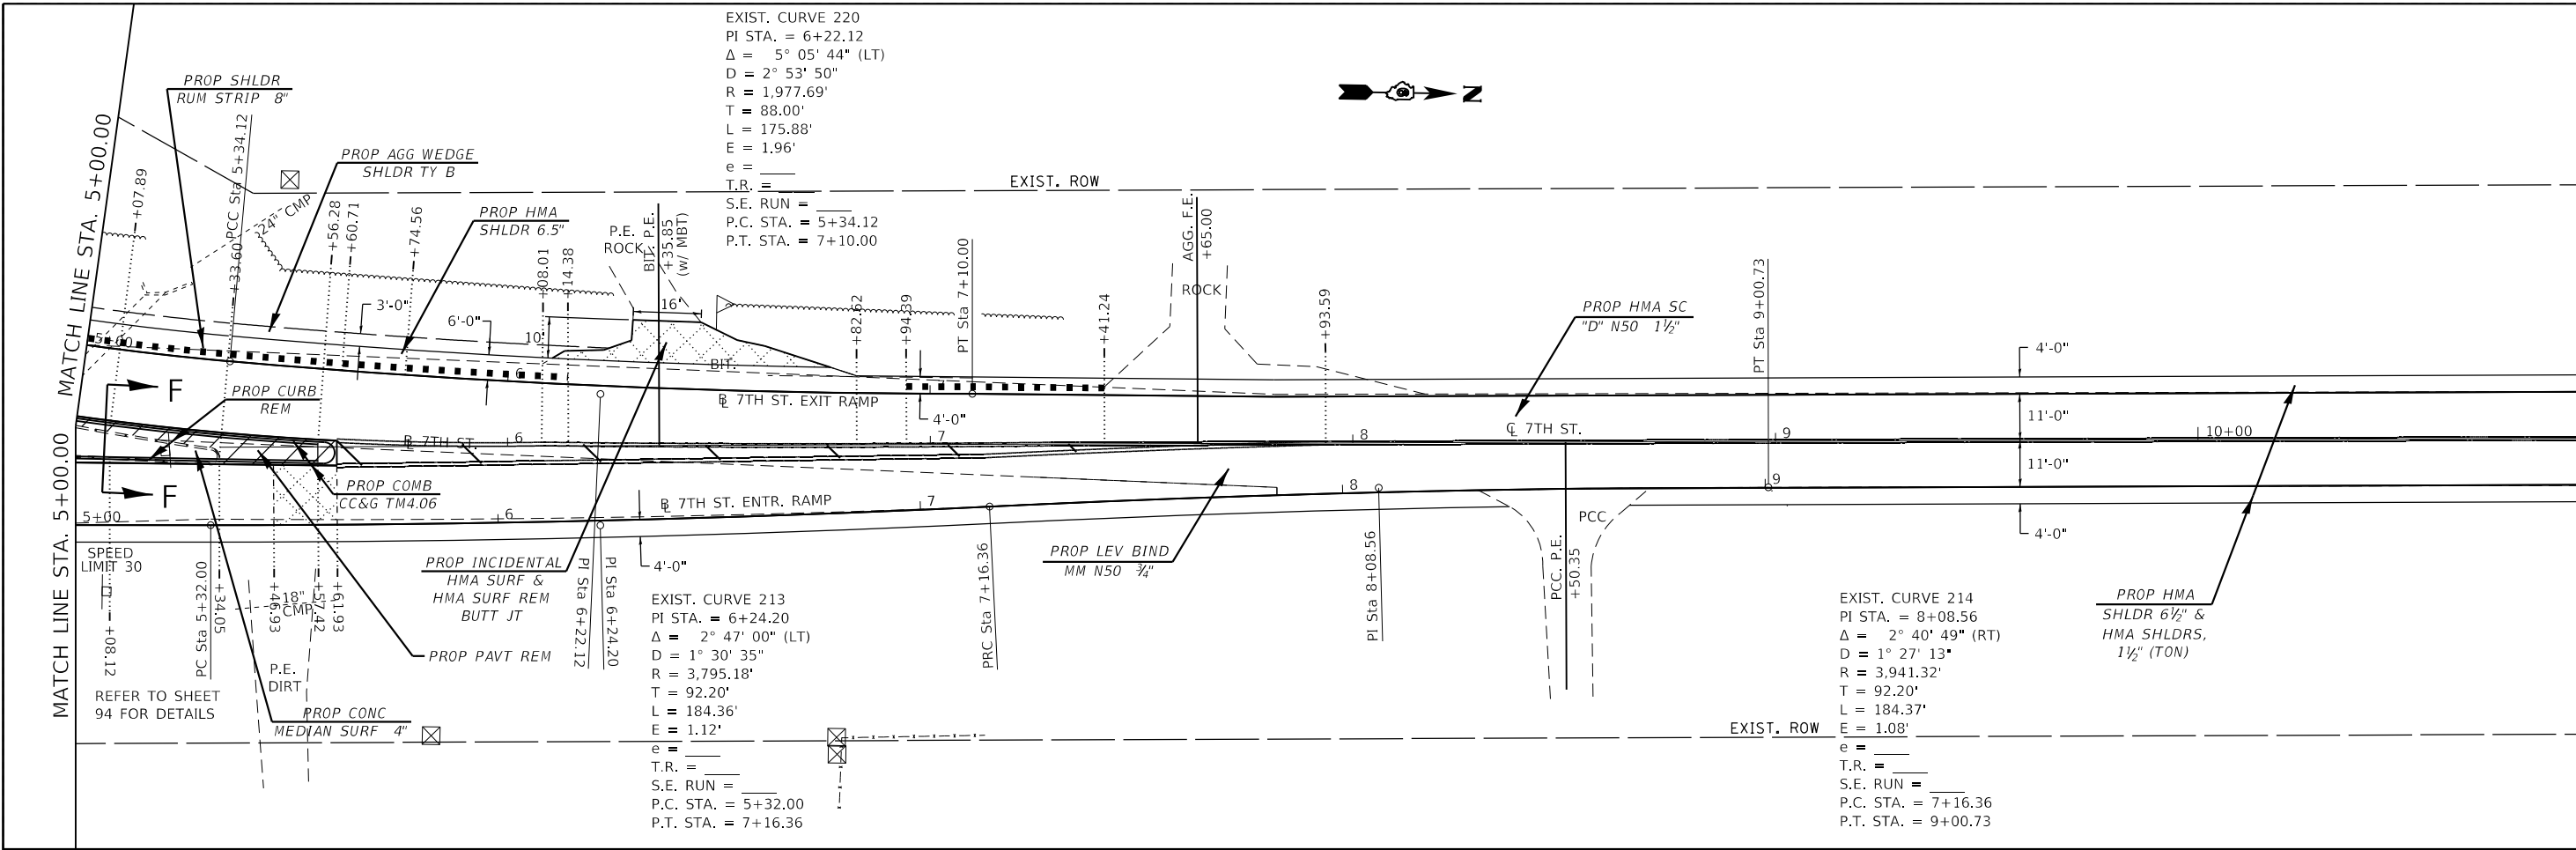 EXIST. CURVE 220
PI STA. = 6+22.12
Δ = 5° 05' 44" (LT)
D = 2° 53' 50"
R = 1,977.69'
T = 88.00'
L = 175.88'
E = 1.96'
e = ____
T.R. = ____
S.E. RUN = ____
P.C. STA. = 5+34.12
P.T. STA. = 7+10.00
N
PROP SHLDR
RUM STRIP 8"
PROP AGG WEDGE
SHLDR TY B
PROP HMA
SHLDR 6.5"
EXIST. ROW
MATCH LINE STA. 5+00.00
+07.89
+33.60 PCC Sta 5+34.12
24" CMP
+56.28
+60.71
+74.56
+08.01
+14.38
P.E.
ROCK
BIT. P.E.
+35.85
(w/ MBT)
16'
10'
3'-0"
6'-0"
BIT.
+82.62
+94.39
PT Sta 7+10.00
+41.24
AGG. F.E.
+65.00
ROCK
+93.59
PROP HMA SC
"D" N50 1½"
PT Sta 9+00.73
4'-0"
5+00
6
F
PROP CURB
REM
℄ 7TH ST. EXIT RAMP
4'-0"
℄ 7TH ST.
6
7
8
℄ 7TH ST.
9
10+00
11'-0"
11'-0"
F
PROP COMB
CC&G TM4.06
5+00
6
℄ 7TH ST. ENTR. RAMP
7
8
9
4'-0"
4'-0"
PCC
PCC. P.E.
+50.35
MATCH LINE STA. 5+00.00
SPEED
LIMIT 30
+08.12
PC Sta 5+32.00
+34.05
+46.93
18"
CMP
+57.42
+61.93
P.E.
DIRT
REFER TO SHEET
94 FOR DETAILS
PROP CONC
MEDIAN SURF 4"
PROP PAVT REM
PROP INCIDENTAL
HMA SURF &
HMA SURF REM
BUTT JT
PI Sta 6+22.12
PI Sta 6+24.20
PRC Sta 7+16.36
PROP LEV BIND
MM N50 ¾"
PI Sta 8+08.56
EXIST. CURVE 213
PI STA. = 6+24.20
Δ = 2° 47' 00" (LT)
D = 1° 30' 35"
R = 3,795.18'
T = 92.20'
L = 184.36'
E = 1.12'
e = ____
T.R. = ____
S.E. RUN = ____
P.C. STA. = 5+32.00
P.T. STA. = 7+16.36
EXIST. ROW
EXIST. CURVE 214
PI STA. = 8+08.56
Δ = 2° 40' 49" (RT)
D = 1° 27' 13"
R = 3,941.32'
T = 92.20'
L = 184.37'
E = 1.08'
e = ____
T.R. = ____
S.E. RUN = ____
P.C. STA. = 7+16.36
P.T. STA. = 9+00.73
PROP HMA
SHLDR 6½" &
HMA SHLDRS,
1½" (TON)